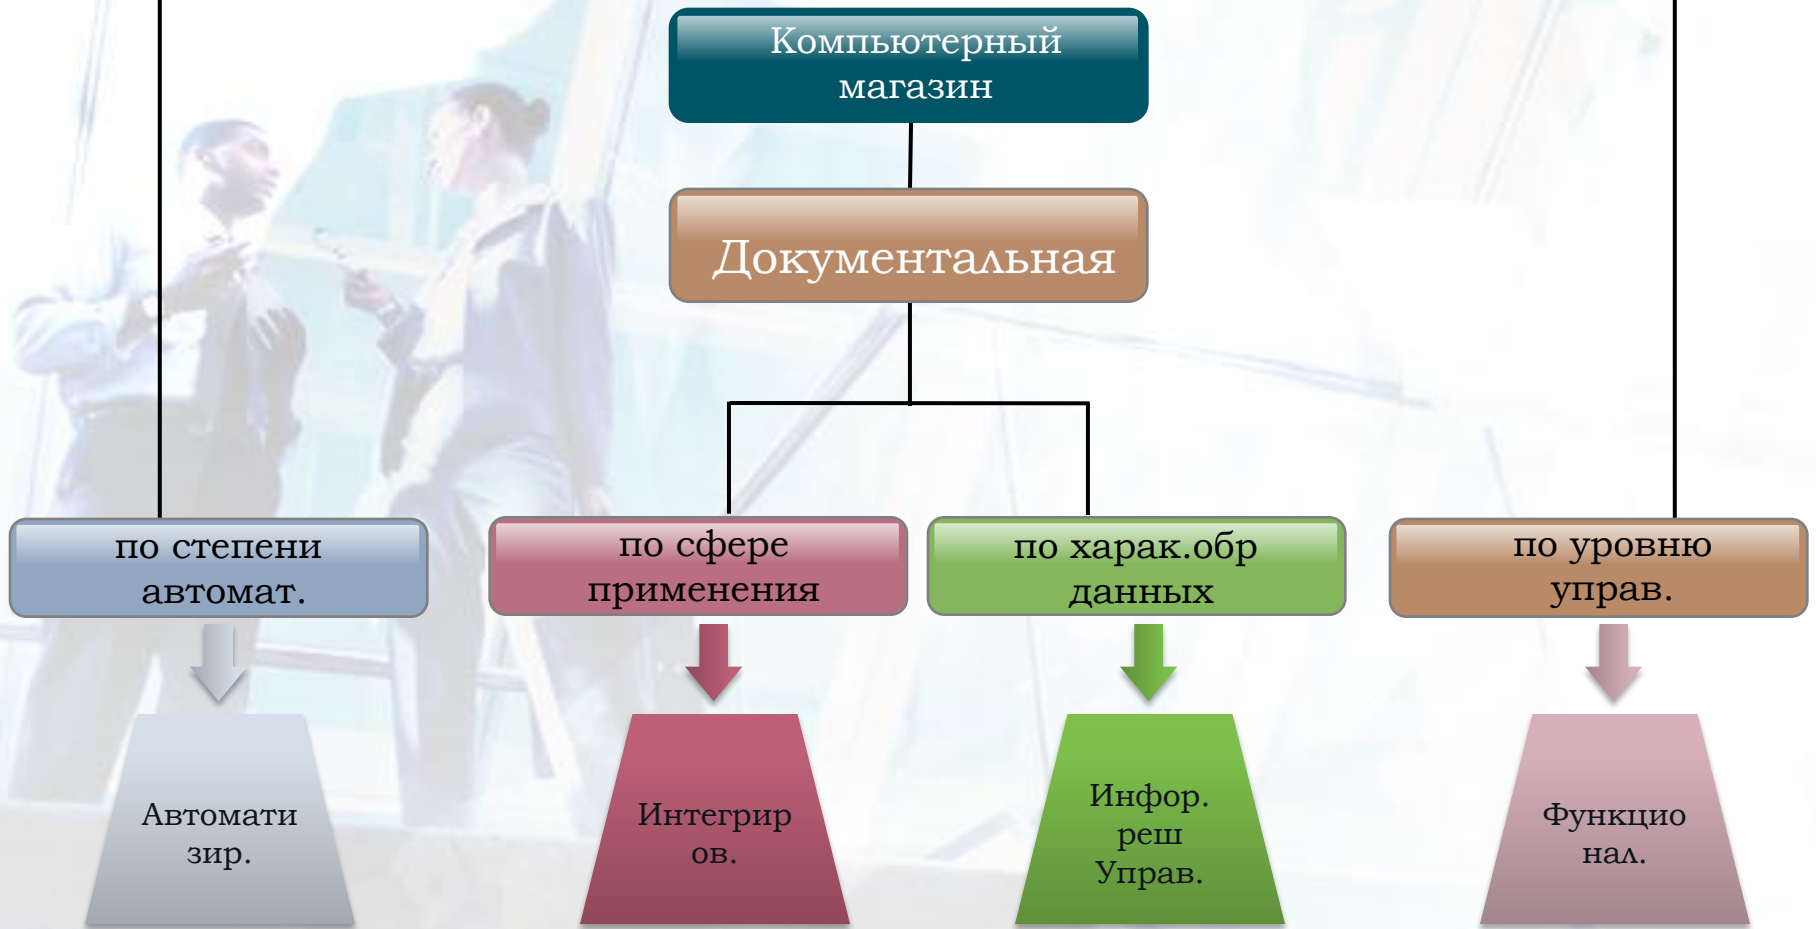 Компьютерный
магазин
Документальная
по степени
автомат.
по сфере
применения
по харак.обр
данных
по уровню
управ.
Автомати
зир.
Интегрир
ов.
Инфор.
реш
Управ.
Функцио
нал.